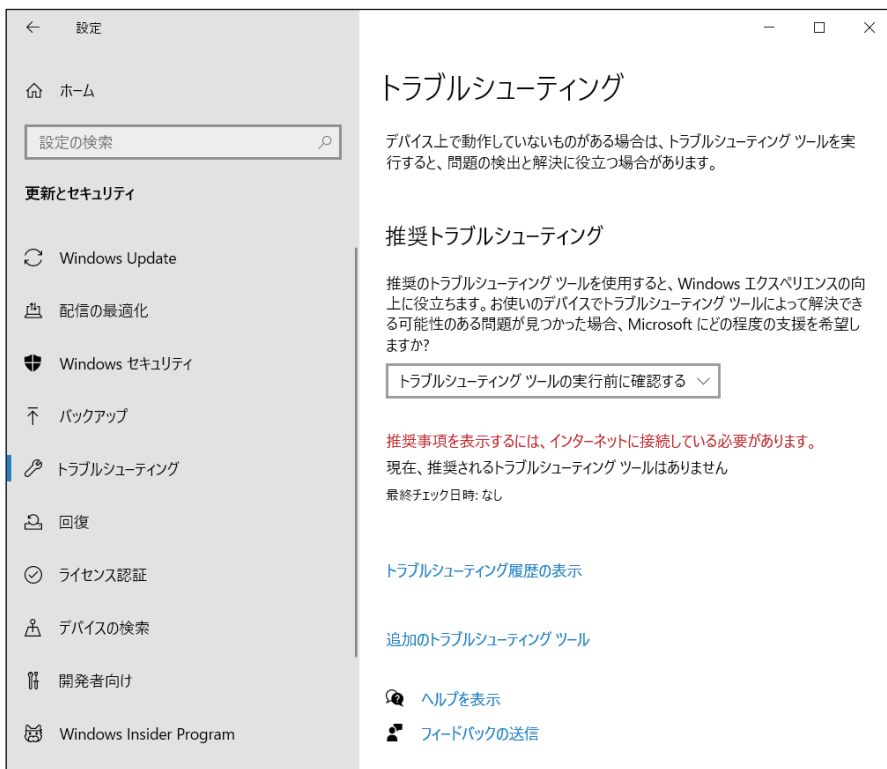 設定
ホーム
設定の検索
更新とセキュリティ
Windows Update
配信の最適化
Windows セキュリティ
バックアップ
トラブルシューティング
回復
ライセンス認証
デバイスの検索
開発者向け
Windows Insider Program
トラブルシューティング
デバイス上で動作していないものがある場合は、トラブルシューティング ツールを実
行すると、問題の検出と解決に役立つ場合があります。
推奨トラブルシューティング
推奨のトラブルシューティング ツールを使用すると、Windows エクスペリエンスの向
上に役立ちます。お使いのデバイスでトラブルシューティング ツールによって解決でき
る可能性のある問題が見つかった場合、Microsoft にどの程度の支援を希望し
ますか?
トラブルシューティング ツールの実行前に確認する
推奨事項を表示するには、インターネットに接続している必要があります。
現在、推奨されるトラブルシューティング ツールはありません
最終チェック日時: なし
トラブルシューティング履歴の表示
追加のトラブルシューティング ツール
ヘルプを表示
フィードバックの送信